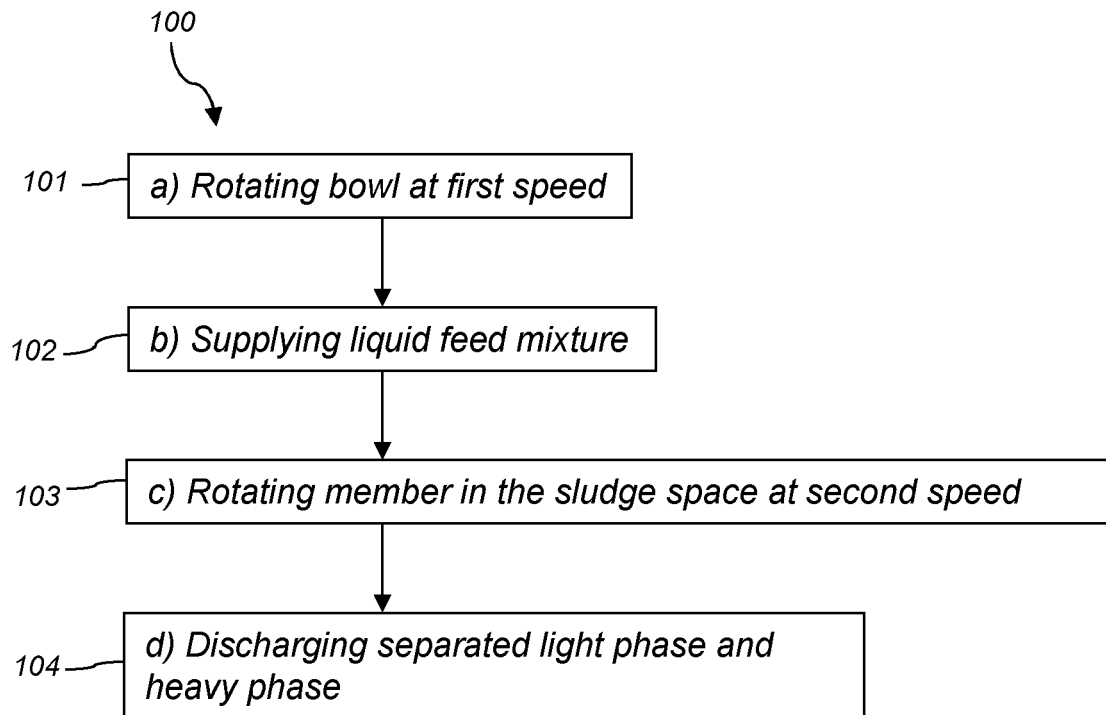 100
101
a) Rotating bowl at first speed
102
b) Supplying liquid feed mixture
103
c) Rotating member in the sludge space at second speed
104
d) Discharging separated light phase and
heavy phase